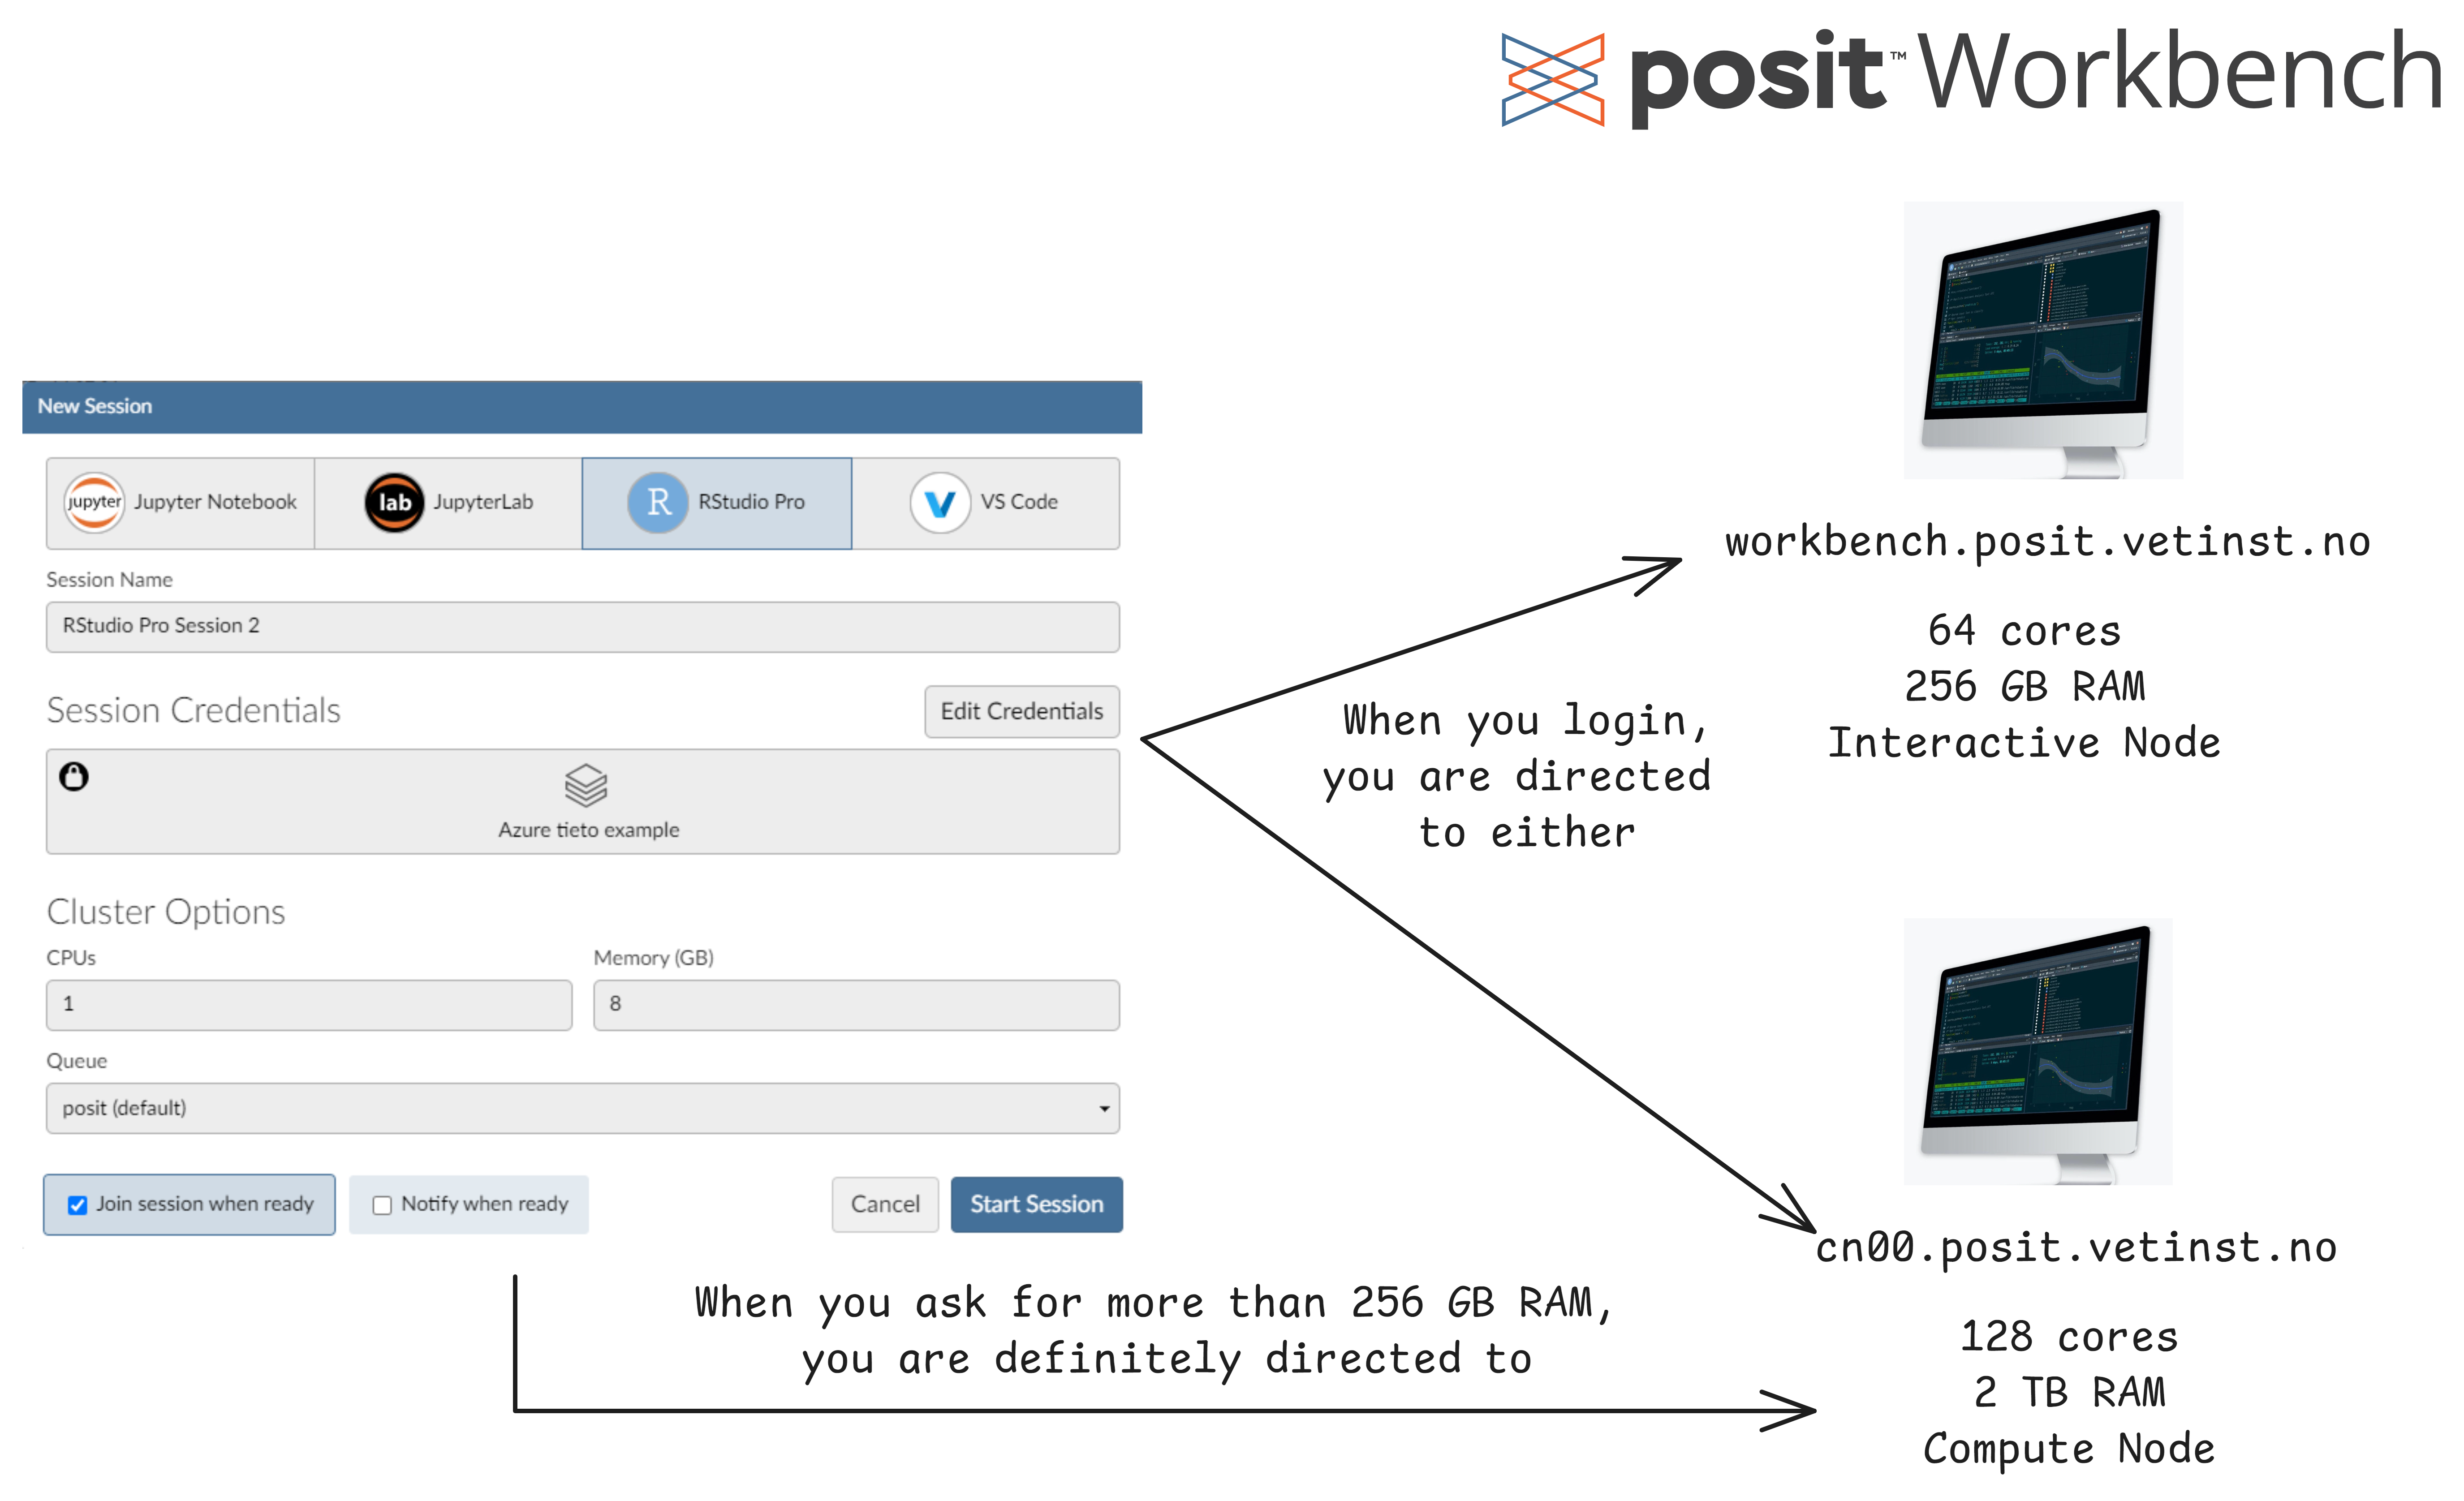 posit™ Workbench
New Session
jupyter Jupyter Notebook
lab JupyterLab
R RStudio Pro
VS Code
Session Name
RStudio Pro Session 2
Session Credentials
Edit Credentials
Azure tieto example
Cluster Options
CPUs
Memory (GB)
1
8
Queue
posit (default)
Join session when ready
Notify when ready
Cancel
Start Session
When you login,
you are directed
to either
workbench.posit.vetinst.no
64 cores
256 GB RAM
Interactive Node
cn00.posit.vetinst.no
128 cores
2 TB RAM
Compute Node
When you ask for more than 256 GB RAM,
you are definitely directed to